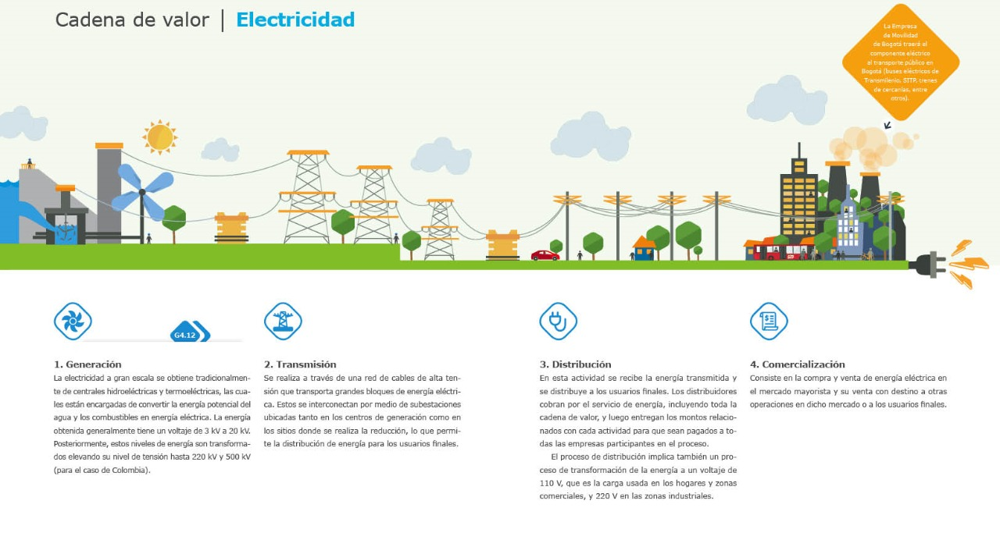 Cadena de valor | Electricidad
La Empresa
de Movilidad
de Bogotá traerá el
componente eléctrico
al transporte público en
Bogotá (buses eléctricos de
Transmilenio, SITP, trenes
de cercanías, entre
otros).
SITP
G4.12
1. Generación
La electricidad a gran escala se obtiene tradicionalmen-
te de centrales hidroeléctricas y termoeléctricas, las cua-
les están encargadas de convertir la energía potencial del
agua y los combustibles en energía eléctrica. La energía
obtenida generalmente tiene un voltaje de 3 kV a 20 kV.
Posteriormente, estos niveles de energía son transforma-
dos elevando su nivel de tensión hasta 220 kV y 500 kV
(para el caso de Colombia).
2. Transmisión
Se realiza a través de una red de cables de alta ten-
sión que transporta grandes bloques de energía eléctri-
ca. Estos se interconectan por medio de subestaciones
ubicadas tanto en los centros de generación como en
los sitios donde se realiza la reducción, lo que permi-
te la distribución de energía para los usuarios finales.
3. Distribución
En esta actividad se recibe la energía transmitida y
se distribuye a los usuarios finales. Los distribuidores
cobran por el servicio de energía, incluyendo toda la
cadena de valor, y luego entregan los montos relacio-
nados con cada actividad para que sean pagados a to-
das las empresas participantes en el proceso.
El proceso de distribución implica también un pro-
ceso de transformación de la energía a un voltaje de
110 V, que es la carga usada en los hogares y zonas
comerciales, y 220 V en las zonas industriales.
4. Comercialización
Consiste en la compra y venta de energía eléctrica en
el mercado mayorista y su venta con destino a otras
operaciones en dicho mercado o a los usuarios finales.